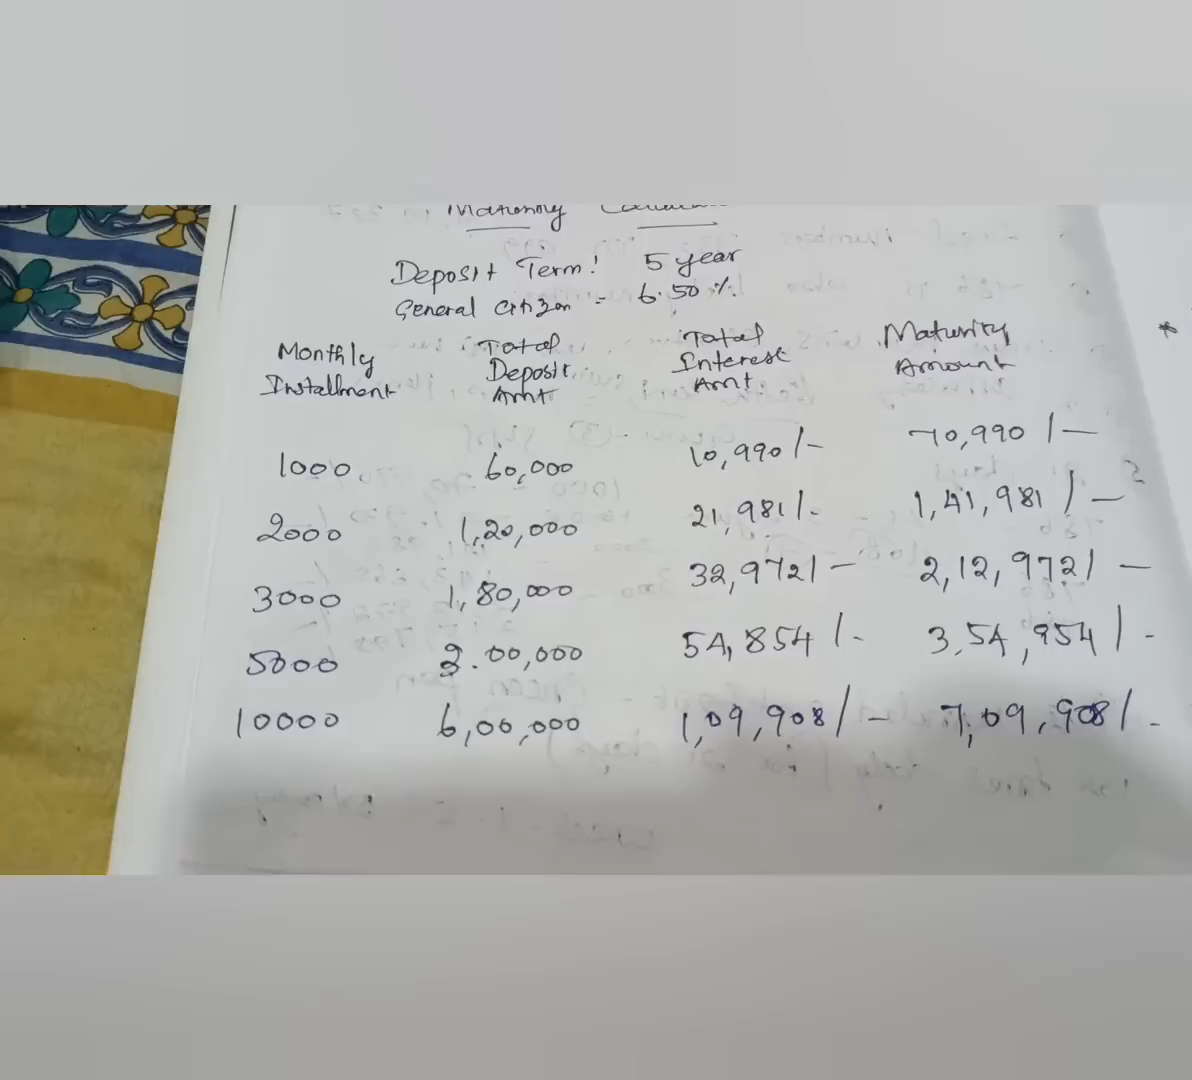 Deposit Term! 5 year
General Citizen = 6.50%.
Monthly Installment Total Deposit Amt Total Interest Amt Maturity Amount
1000 60,000 10,990/- 70,990/-
2000 1,20,000 21,981/- 1,41,981/-
3000 1,80,000 32,972/- 2,12,972/-
5000 3.00,000 54,854/- 3,54,954/-
10000 6,00,000 1,09,908/- 7,09,908/-